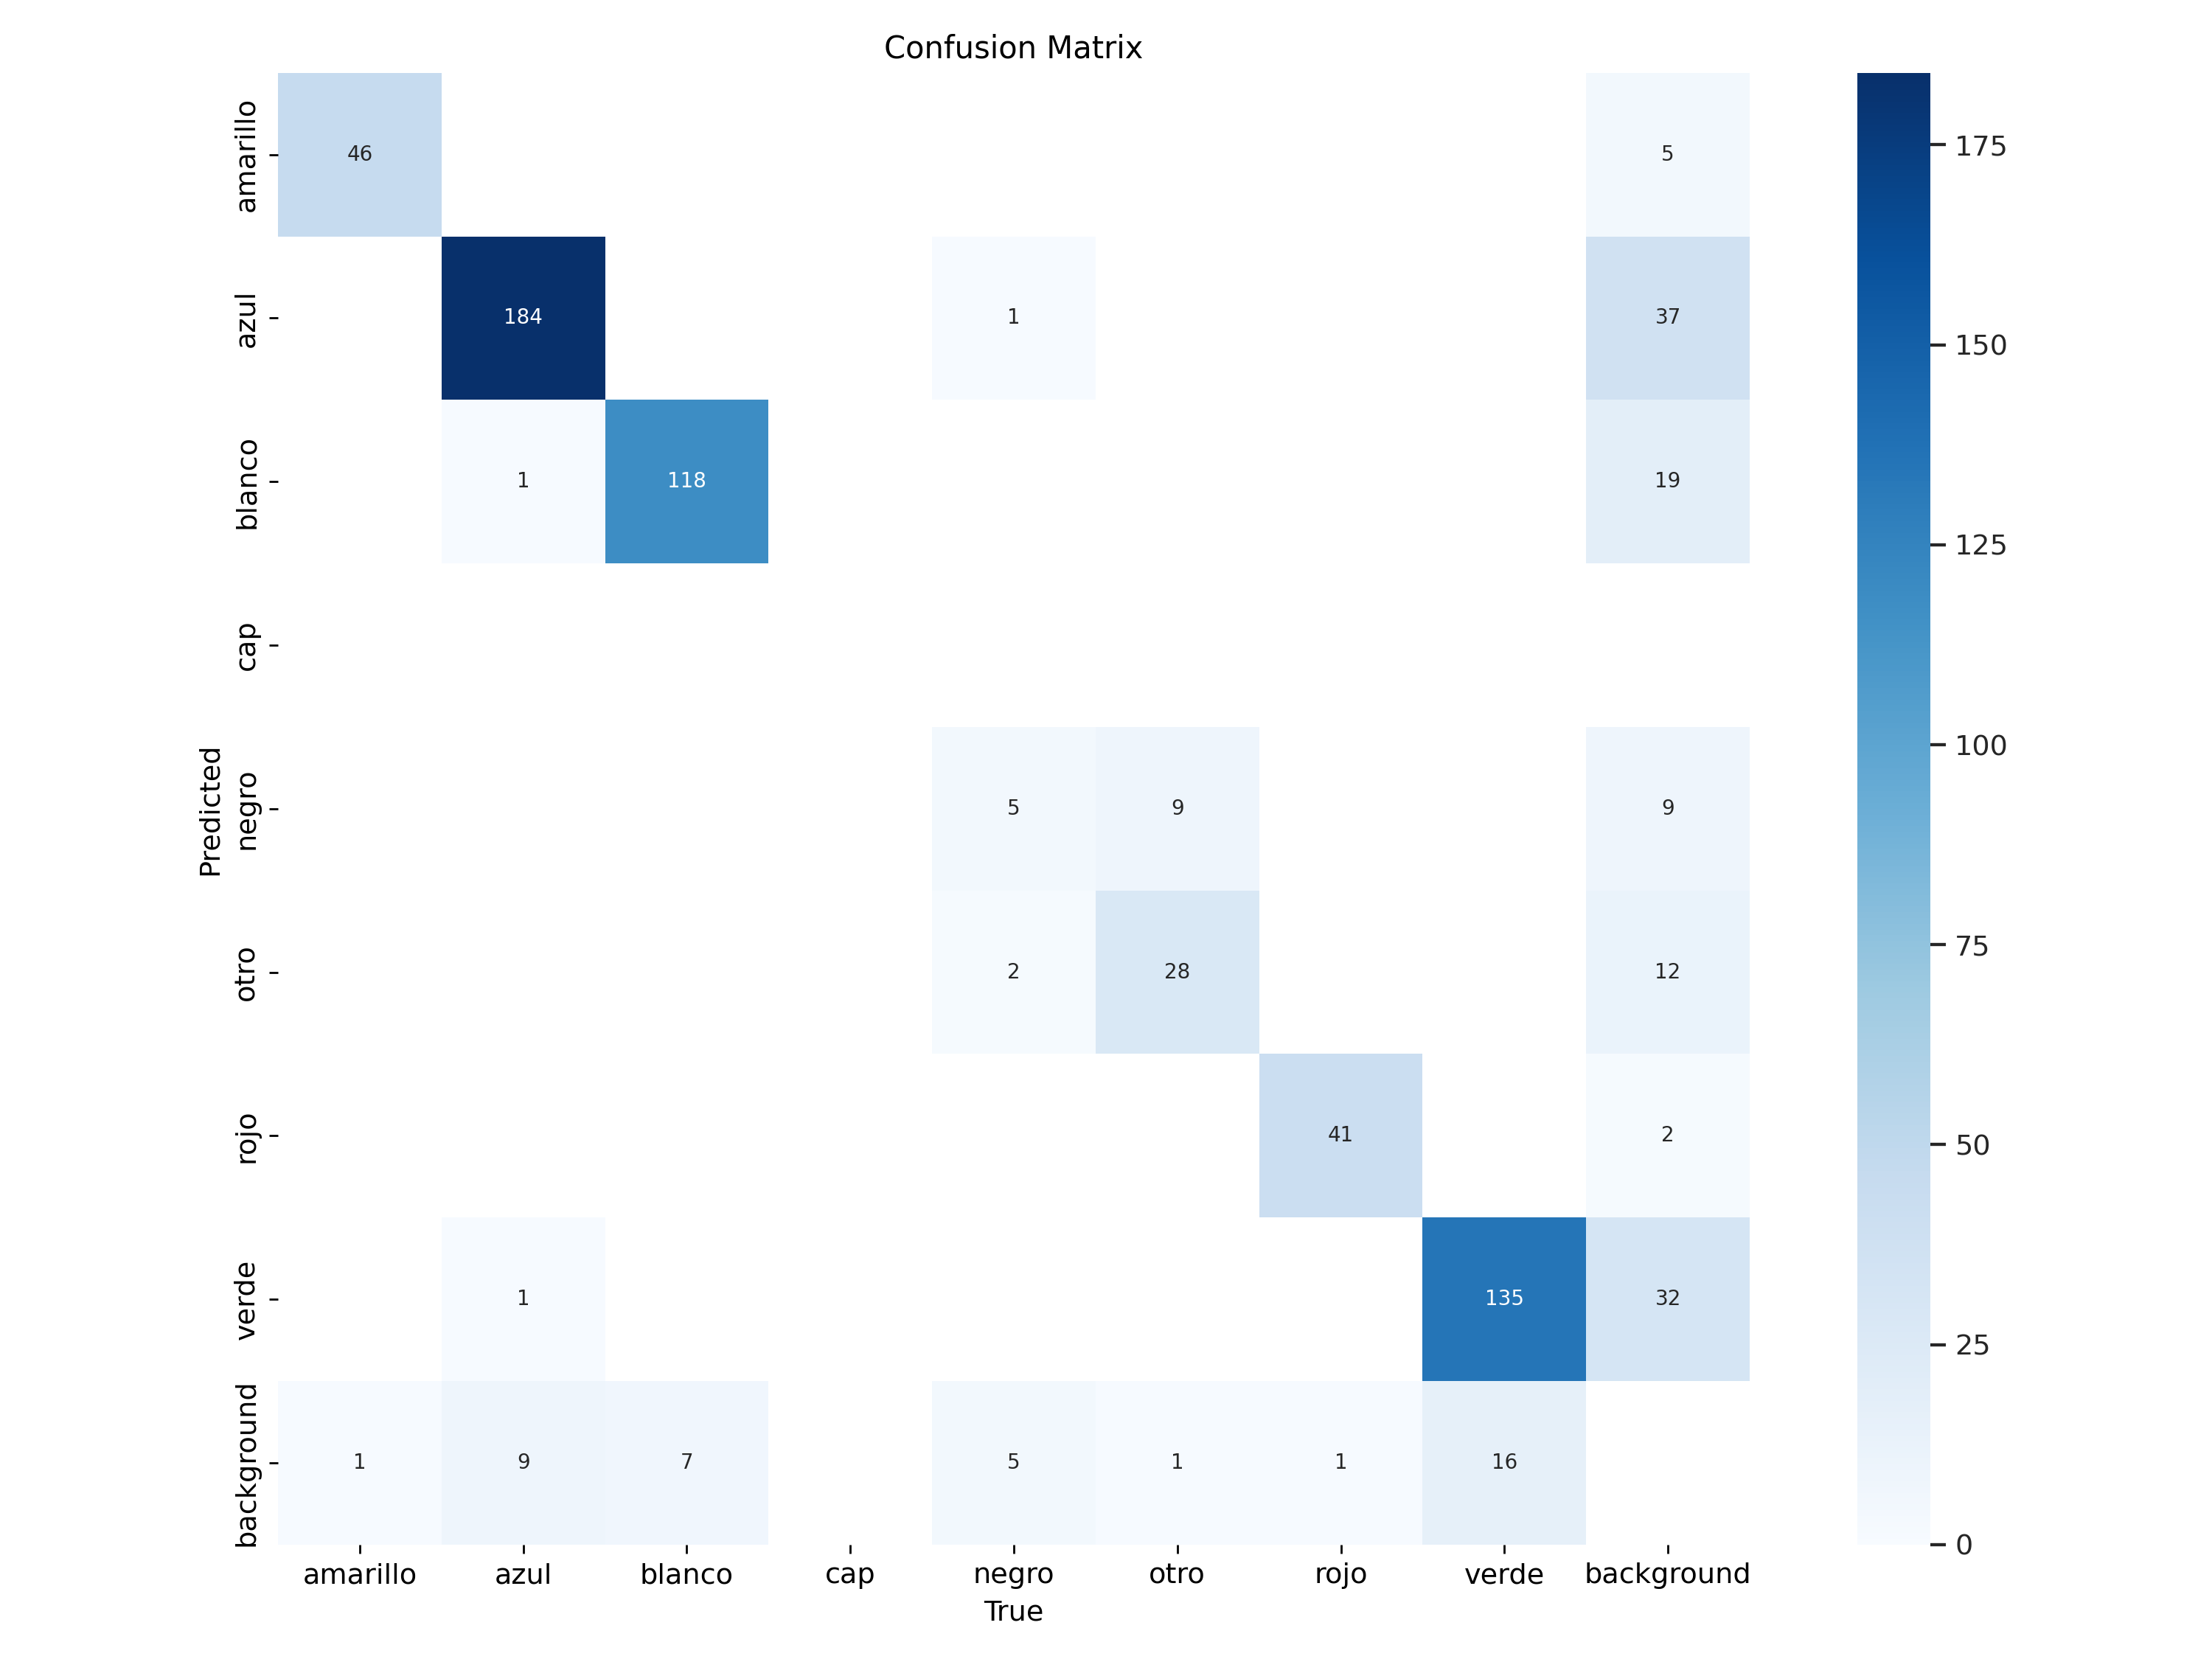 Confusion Matrix
amarillo 46 5
azul 184 1 37
blanco 1 118 19
cap
negro 5 9 9
otro 2 28 12
rojo 41 2
verde 1 135 32
background 1 9 7 5 1 1 16
amarillo azul blanco cap negro otro rojo verde background
True
Predicted
175
150
125
100
75
50
25
0